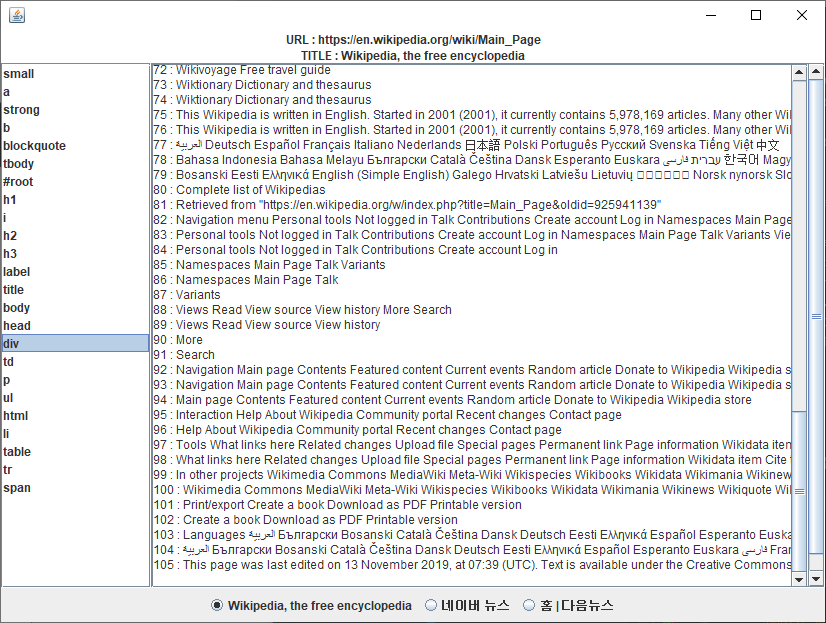 URL : https://en.wikipedia.org/wiki/Main_Page
TITLE : Wikipedia, the free encyclopedia
small
a
strong
b
blockquote
tbody
#root
h1
i
h2
h3
label
title
body
head
div
td
p
ul
html
li
table
tr
span
72 : Wikivoyage Free travel guide
73 : Wiktionary Dictionary and thesaurus
74 : Wiktionary Dictionary and thesaurus
75 : This Wikipedia is written in English. Started in 2001 (2001), it currently contains 5,978,169 articles. Many other Wi
76 : This Wikipedia is written in English. Started in 2001 (2001), it currently contains 5,978,169 articles. Many other Wi
77 : العربية Deutsch Español Français Italiano Nederlands 日本語 Polski Português Русский Svenska Tiếng Việt 中文
78 : Bahasa Indonesia Bahasa Melayu Български Català Čeština Dansk Esperanto Euskara فارسی עברית 한국어 Magy
79 : Bosanski Eesti Ελληνικά English (Simple English) Galego Hrvatski Latviešu Lietuvių Norsk nynorsk Slo
80 : Complete list of Wikipedias
81 : Retrieved from "https://en.wikipedia.org/w/index.php?title=Main_Page&oldid=925941139"
82 : Navigation menu Personal tools Not logged in Talk Contributions Create account Log in Namespaces Main Page
83 : Personal tools Not logged in Talk Contributions Create account Log in Namespaces Main Page Talk Variants Vie
84 : Personal tools Not logged in Talk Contributions Create account Log in
85 : Namespaces Main Page Talk Variants
86 : Namespaces Main Page Talk
87 : Variants
88 : Views Read View source View history More Search
89 : Views Read View source View history
90 : More
91 : Search
92 : Navigation Main page Contents Featured content Current events Random article Donate to Wikipedia Wikipedia s
93 : Navigation Main page Contents Featured content Current events Random article Donate to Wikipedia Wikipedia s
94 : Main page Contents Featured content Current events Random article Donate to Wikipedia Wikipedia store
95 : Interaction Help About Wikipedia Community portal Recent changes Contact page
96 : Help About Wikipedia Community portal Recent changes Contact page
97 : Tools What links here Related changes Upload file Special pages Permanent link Page information Wikidata iten
98 : What links here Related changes Upload file Special pages Permanent link Page information Wikidata item Cite
99 : In other projects Wikimedia Commons MediaWiki Meta-Wiki Wikispecies Wikibooks Wikidata Wikimania Wikinew
100 : Wikimedia Commons MediaWiki Meta-Wiki Wikispecies Wikibooks Wikidata Wikimania Wikinews Wikiquote Wi
101 : Print/export Create a book Download as PDF Printable version
102 : Create a book Download as PDF Printable version
103 : Languages العربية Български Bosanski Català Čeština Dansk Deutsch Eesti Ελληνικά Español Esperanto Euska
104 : العربية Български Bosanski Català Čeština Dansk Deutsch Eesti Ελληνικά Español Esperanto Euskara فارسی Fran
105 : This page was last edited on 13 November 2019, at 07:39 (UTC). Text is available under the Creative Commons
Wikipedia, the free encyclopedia
네이버 뉴스
홈 | 다음뉴스